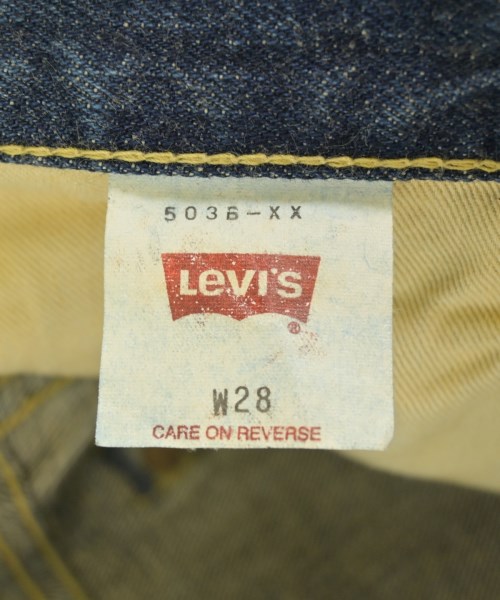 503B-XX
LEVI'S
®
W28
CARE ON REVERSE